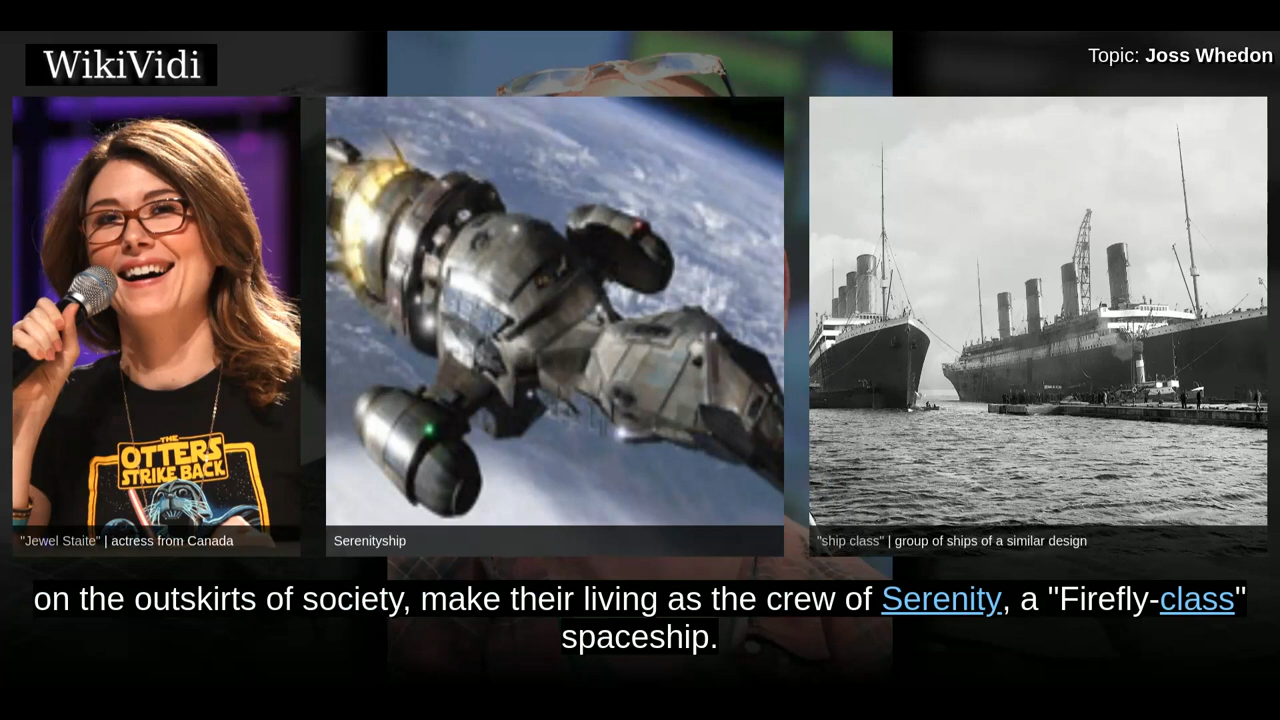 WikiVidi
Topic: Joss Whedon
THE
OTTERS
STRIKE BACK
"Jewel Staite" | actress from Canada
Serenityship
"ship class" | group of ships of a similar design
on the outskirts of society, make their living as the crew of Serenity, a "Firefly-class"
spaceship.